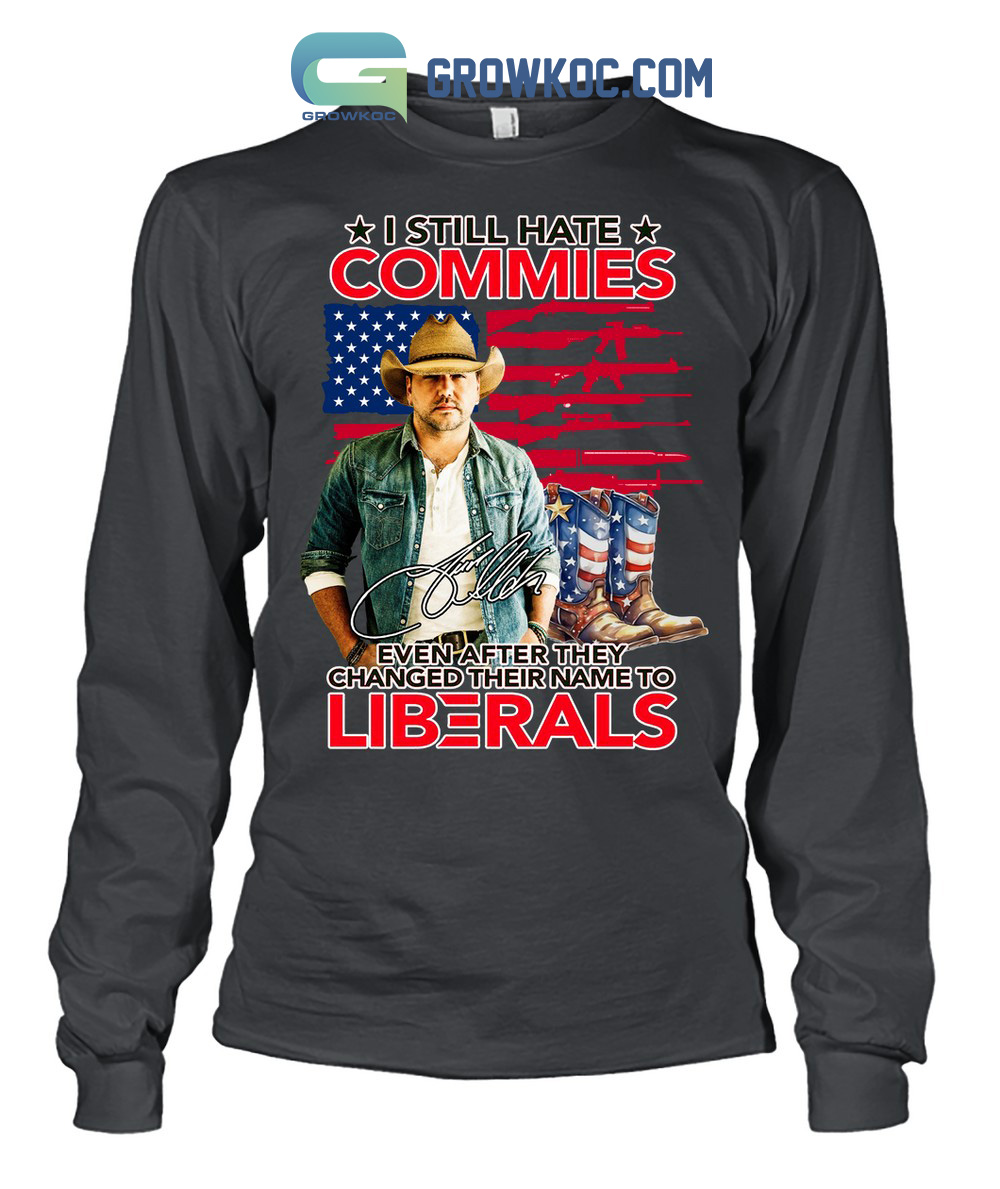 GROWKOC.COM
GROWKOC
★ I STILL HATE ★
COMMIES
EVEN AFTER THEY
CHANGED THEIR NAME TO
LIBERALS